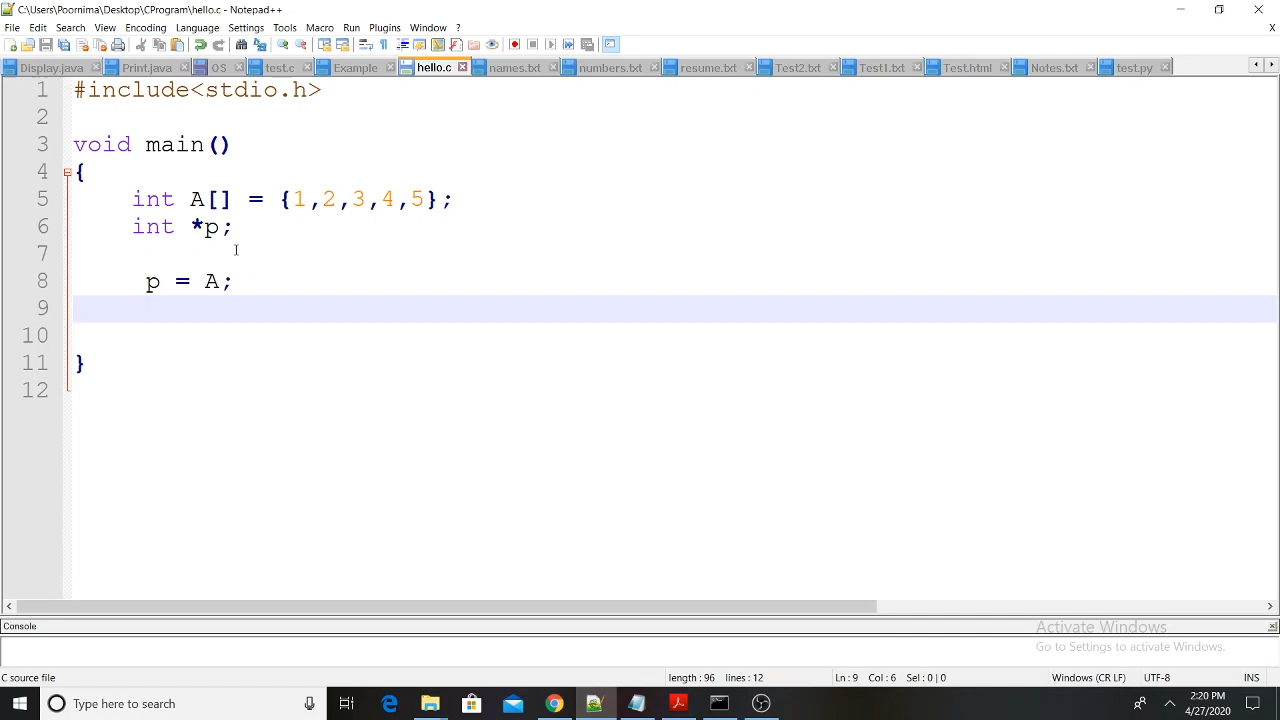 C:\Users\Poornima\Desktop\CProgram\hello.c - Notepad++
File Edit Search View Encoding Language Settings Tools Macro Run Plugins Window ? X
Display.java Print.java OS test.c Example hello.c names.txt numbers.txt resume.txt Test2.txt Test1.txt Test.html Notes.txt test.py
1 #include<stdio.h>
2
3 void main()
4 {
5 int A[] = {1,2,3,4,5};
6 int *p;
7
8 p = A;
9
10
11 }
12
Console
Activate Windows
Go to Settings to activate Windows.
C source file length : 96 lines : 12 Ln : 9 Col : 6 Sel : 0 | 0 Windows (CR LF) UTF-8 INS
Type here to search
2:20 PM
4/27/2020